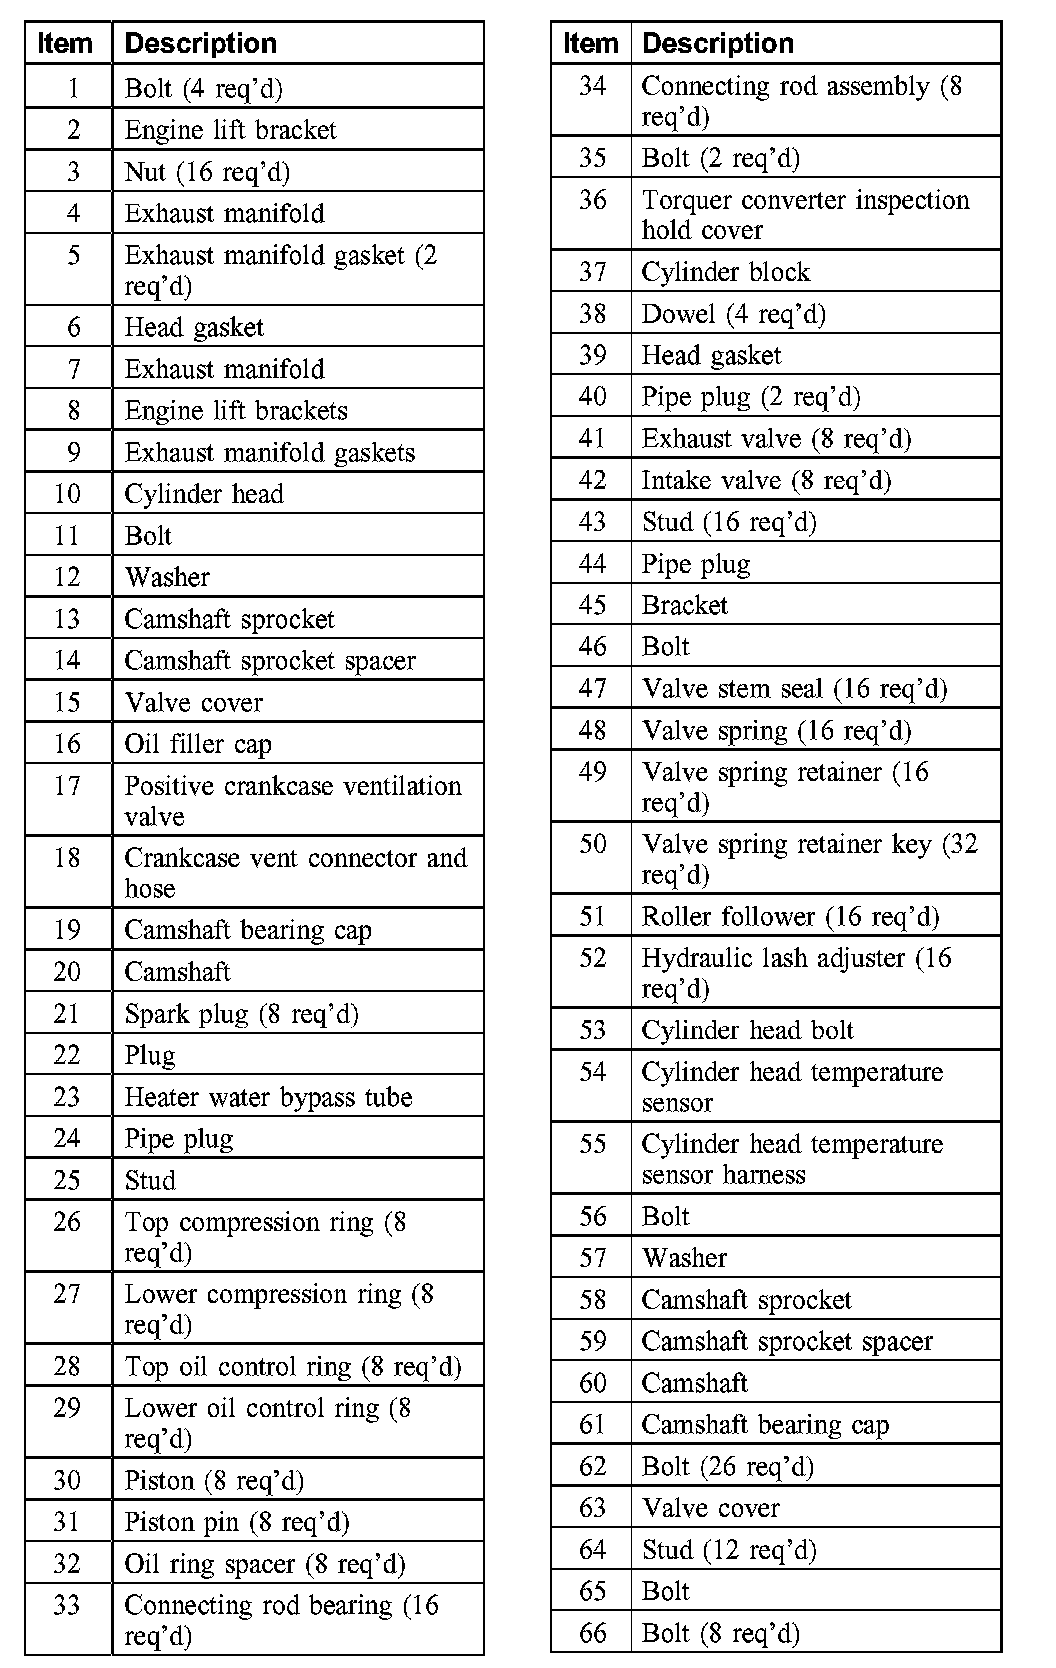 Item Description
1 Bolt (4 req’d)
2 Engine lift bracket
3 Nut (16 req’d)
4 Exhaust manifold
5 Exhaust manifold gasket (2
req’d)
6 Head gasket
7 Exhaust manifold
8 Engine lift brackets
9 Exhaust manifold gaskets
10 Cylinder head
11 Bolt
12 Washer
13 Camshaft sprocket
14 Camshaft sprocket spacer
15 Valve cover
16 Oil filler cap
17 Positive crankcase ventilation
valve
18 Crankcase vent connector and
hose
19 Camshaft bearing cap
20 Camshaft
21 Spark plug (8 req’d)
22 Plug
23 Heater water bypass tube
24 Pipe plug
25 Stud
26 Top compression ring (8
req’d)
27 Lower compression ring (8
req’d)
28 Top oil control ring (8 req’d)
29 Lower oil control ring (8
req’d)
30 Piston (8 req’d)
31 Piston pin (8 req’d)
32 Oil ring spacer (8 req’d)
33 Connecting rod bearing (16
req’d)
Item Description
34 Connecting rod assembly (8
req’d)
35 Bolt (2 req’d)
36 Torquer converter inspection
hold cover
37 Cylinder block
38 Dowel (4 req’d)
39 Head gasket
40 Pipe plug (2 req’d)
41 Exhaust valve (8 req’d)
42 Intake valve (8 req’d)
43 Stud (16 req’d)
44 Pipe plug
45 Bracket
46 Bolt
47 Valve stem seal (16 req’d)
48 Valve spring (16 req’d)
49 Valve spring retainer (16
req’d)
50 Valve spring retainer key (32
req’d)
51 Roller follower (16 req’d)
52 Hydraulic lash adjuster (16
req’d)
53 Cylinder head bolt
54 Cylinder head temperature
sensor
55 Cylinder head temperature
sensor harness
56 Bolt
57 Washer
58 Camshaft sprocket
59 Camshaft sprocket spacer
60 Camshaft
61 Camshaft bearing cap
62 Bolt (26 req’d)
63 Valve cover
64 Stud (12 req’d)
65 Bolt
66 Bolt (8 req’d)